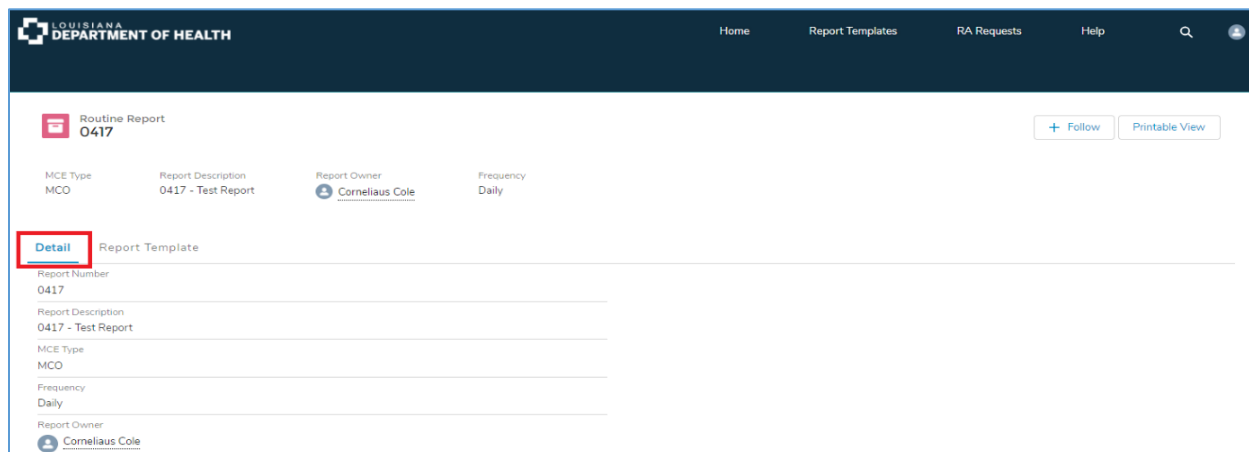 LOUISIANA
DEPARTMENT OF HEALTH
Home Report Templates RA Requests Help
Routine Report
0417
+ Follow Printable View
MCE Type Report Description Report Owner Frequency
MCO 0417 - Test Report Corneliaus Cole Daily
Detail Report Template
Report Number
0417
Report Description
0417 - Test Report
MCE Type
MCO
Frequency
Daily
Report Owner
Corneliaus Cole